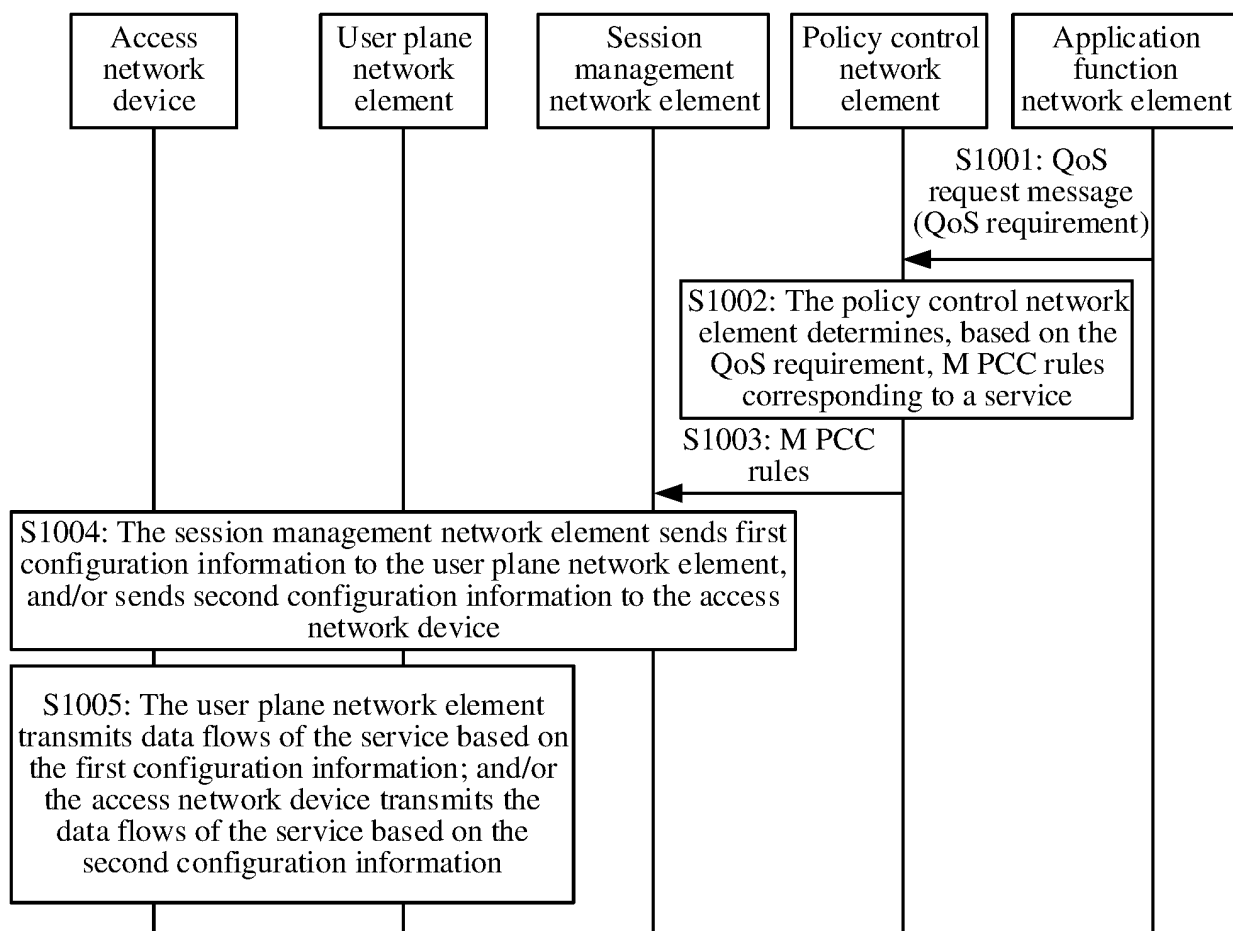 Access
network
device
User plane
network
element
Session
management
network element
Policy control
network
element
Application
function
network element
S1001: QoS
request message
(QoS requirement)
S1002: The policy control network
element determines, based on the
QoS requirement, M PCC rules
corresponding to a service
S1003: M PCC
rules
S1004: The session management network element sends first
configuration information to the user plane network element,
and/or sends second configuration information to the access
network device
S1005: The user plane network element
transmits data flows of the service based on
the first configuration information; and/or
the access network device transmits the
data flows of the service based on the
second configuration information